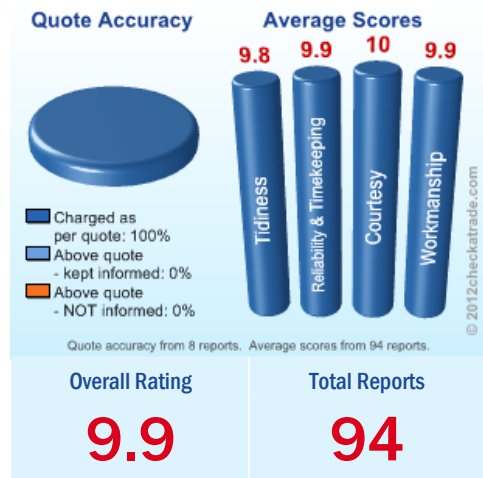 Quote Accuracy
Average Scores
9.8
9.9
10
9.9
Tidiness
Reliability & Timekeeping
Courtesy
Workmanship
Charged as
per quote: 100%
Above quote
- kept informed: 0%
Above quote
- NOT informed: 0%
© 2012checkatrade.com
Quote accuracy from 8 reports. Average scores from 94 reports.
Overall Rating
Total Reports
9.9
94